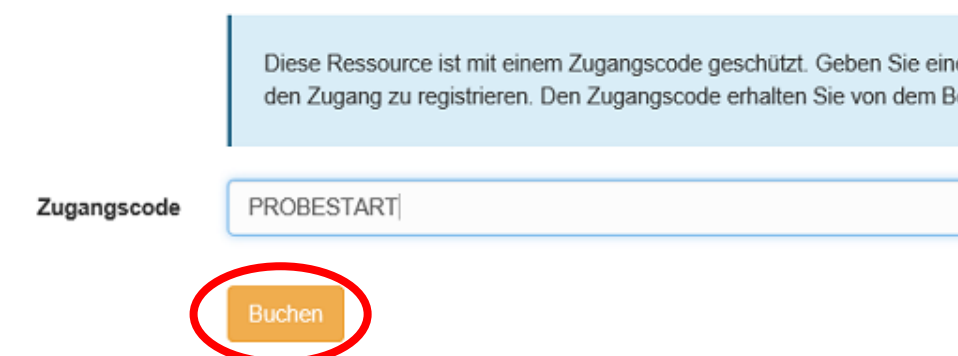 Diese Ressource ist mit einem Zugangscode geschützt. Geben Sie
den Zugang zu registrieren. Den Zugangscode erhalten Sie von dem
Zugangscode PROBESTART
Buchen